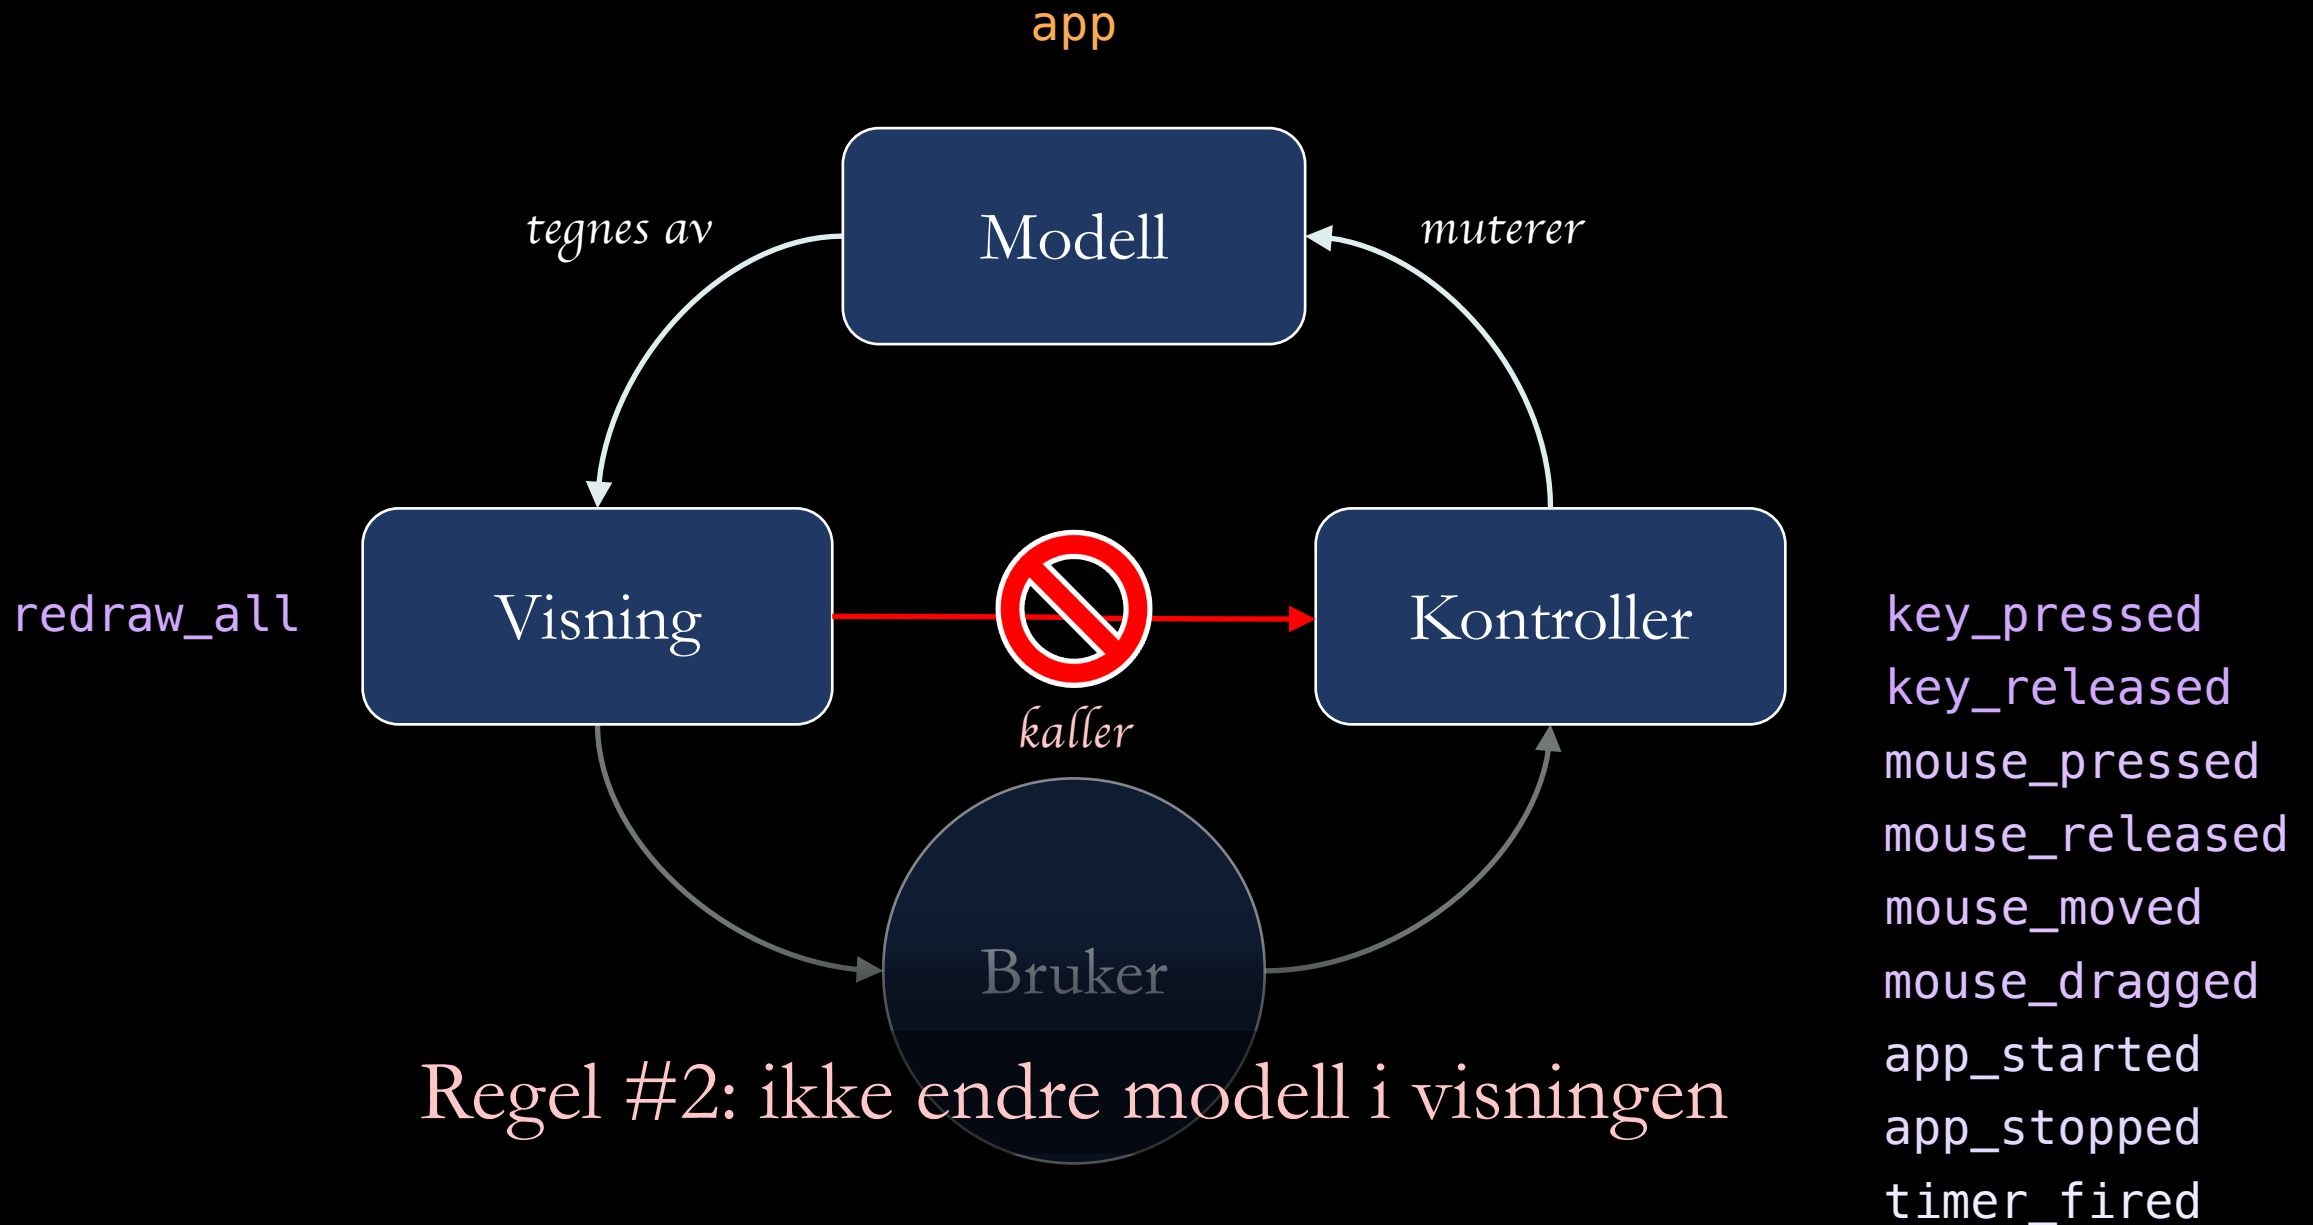 app
Modell
tegnes av
muterer
redraw_all
Visning
Kontroller
kaller
Bruker
Regel #2: ikke endre modell i visningen
key_pressed
key_released
mouse_pressed
mouse_released
mouse_moved
mouse_dragged
app_started
app_stopped
timer_fired